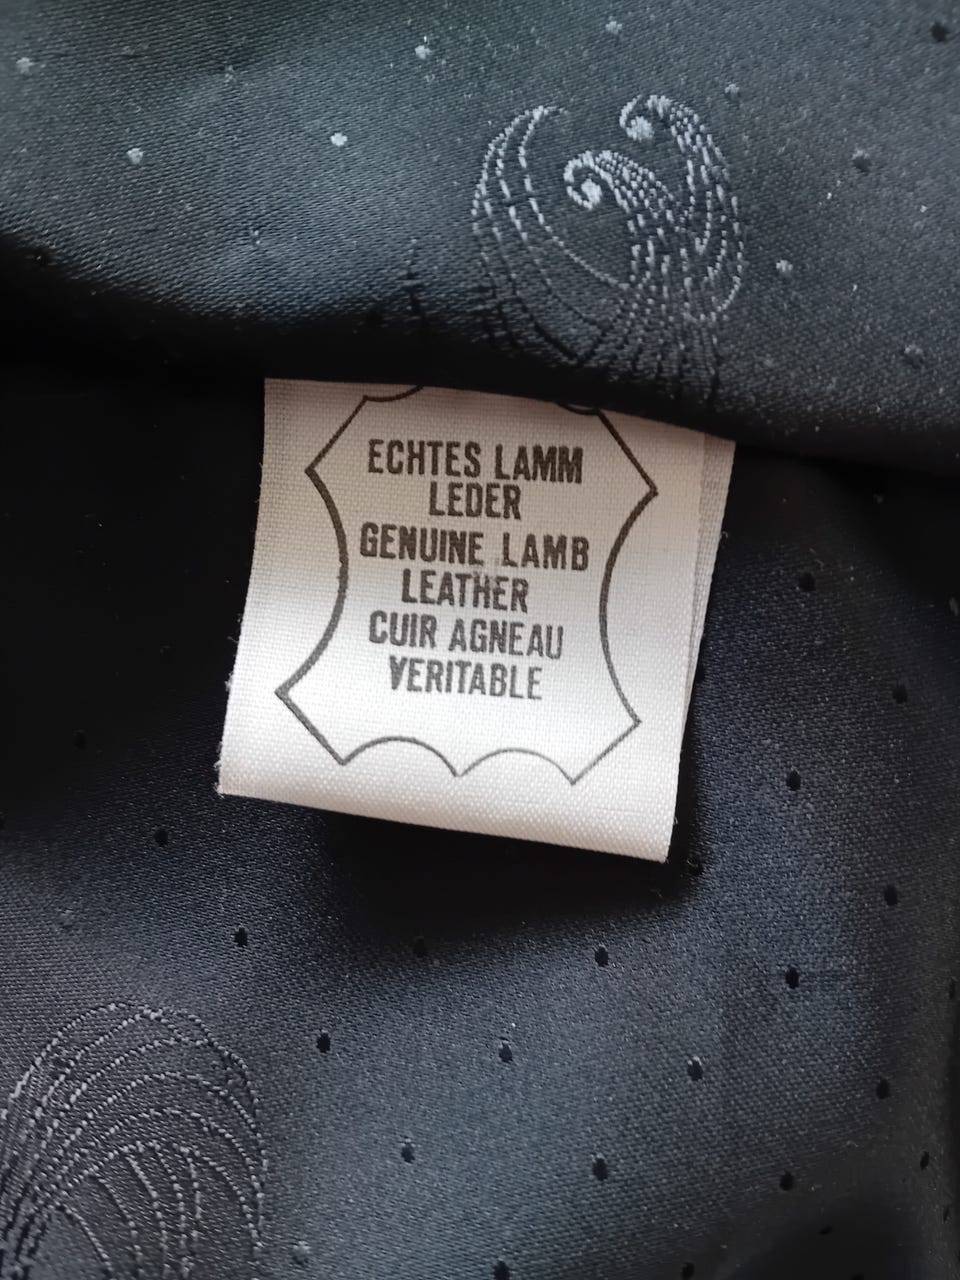 ECHTES LAMM
LEDER
GENUINE LAMB
LEATHER
CUIR AGNEAU
VERITABLE